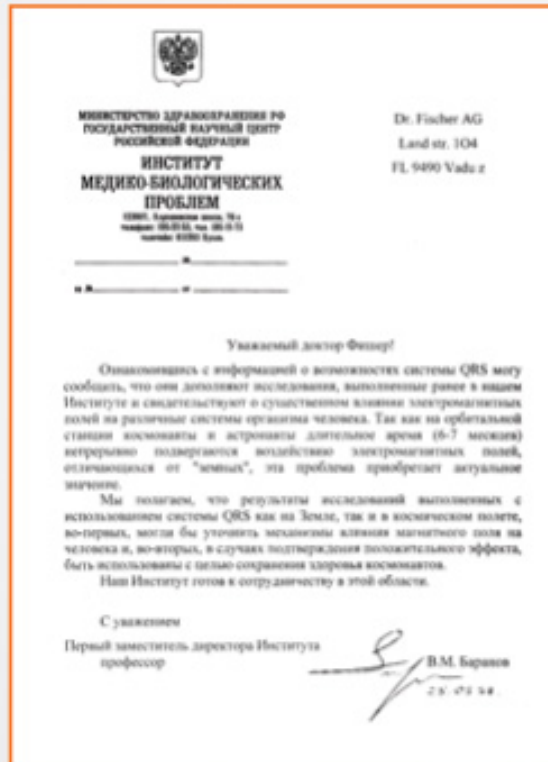 МИНИСТЕРСТВО ЗДРАВООХРАНЕНИЯ РФ
ГОСУДАРСТВЕННЫЙ НАУЧНЫЙ ЦЕНТР
РОССИЙСКОЙ ФЕДЕРАЦИИ
ИНСТИТУТ
МЕДИКО-БИОЛОГИЧЕСКИХ
ПРОБЛЕМ
Dr. Fischer AG
Land str. 104
FL 9490 Vadu z
Уважаемый доктор Фишер!
Ознакомившись с информацией о возможностях системы QRS могу
сообщить, что они дополняют исследования, выполненные ранее в нашем
Институте и свидетельствуют о существенном влиянии электромагнитных
полей на различные системы организма человека. Так как на орбитальной
станции космонавты и астронавты длительное время (6-7 месяцев)
непрерывно подвергаются воздействию электромагнитных полей,
отличающихся от "земных", эта проблема приобретает актуальное
значение.
Мы полагаем, что результаты исследований выполненных с
использованием системы QRS как на Земле, так и в космическом полете,
во-первых, могли бы уточнить механизмы влияния магнитного поля на
человека и, во-вторых, в случаях подтверждения положительного эффекта,
быть использованы с целью сохранения здоровья космонавтов.
Наш Институт готов к сотрудничеству в этой области.
С уважением
Первый заместитель директора Института
профессор
В.М. Баранов